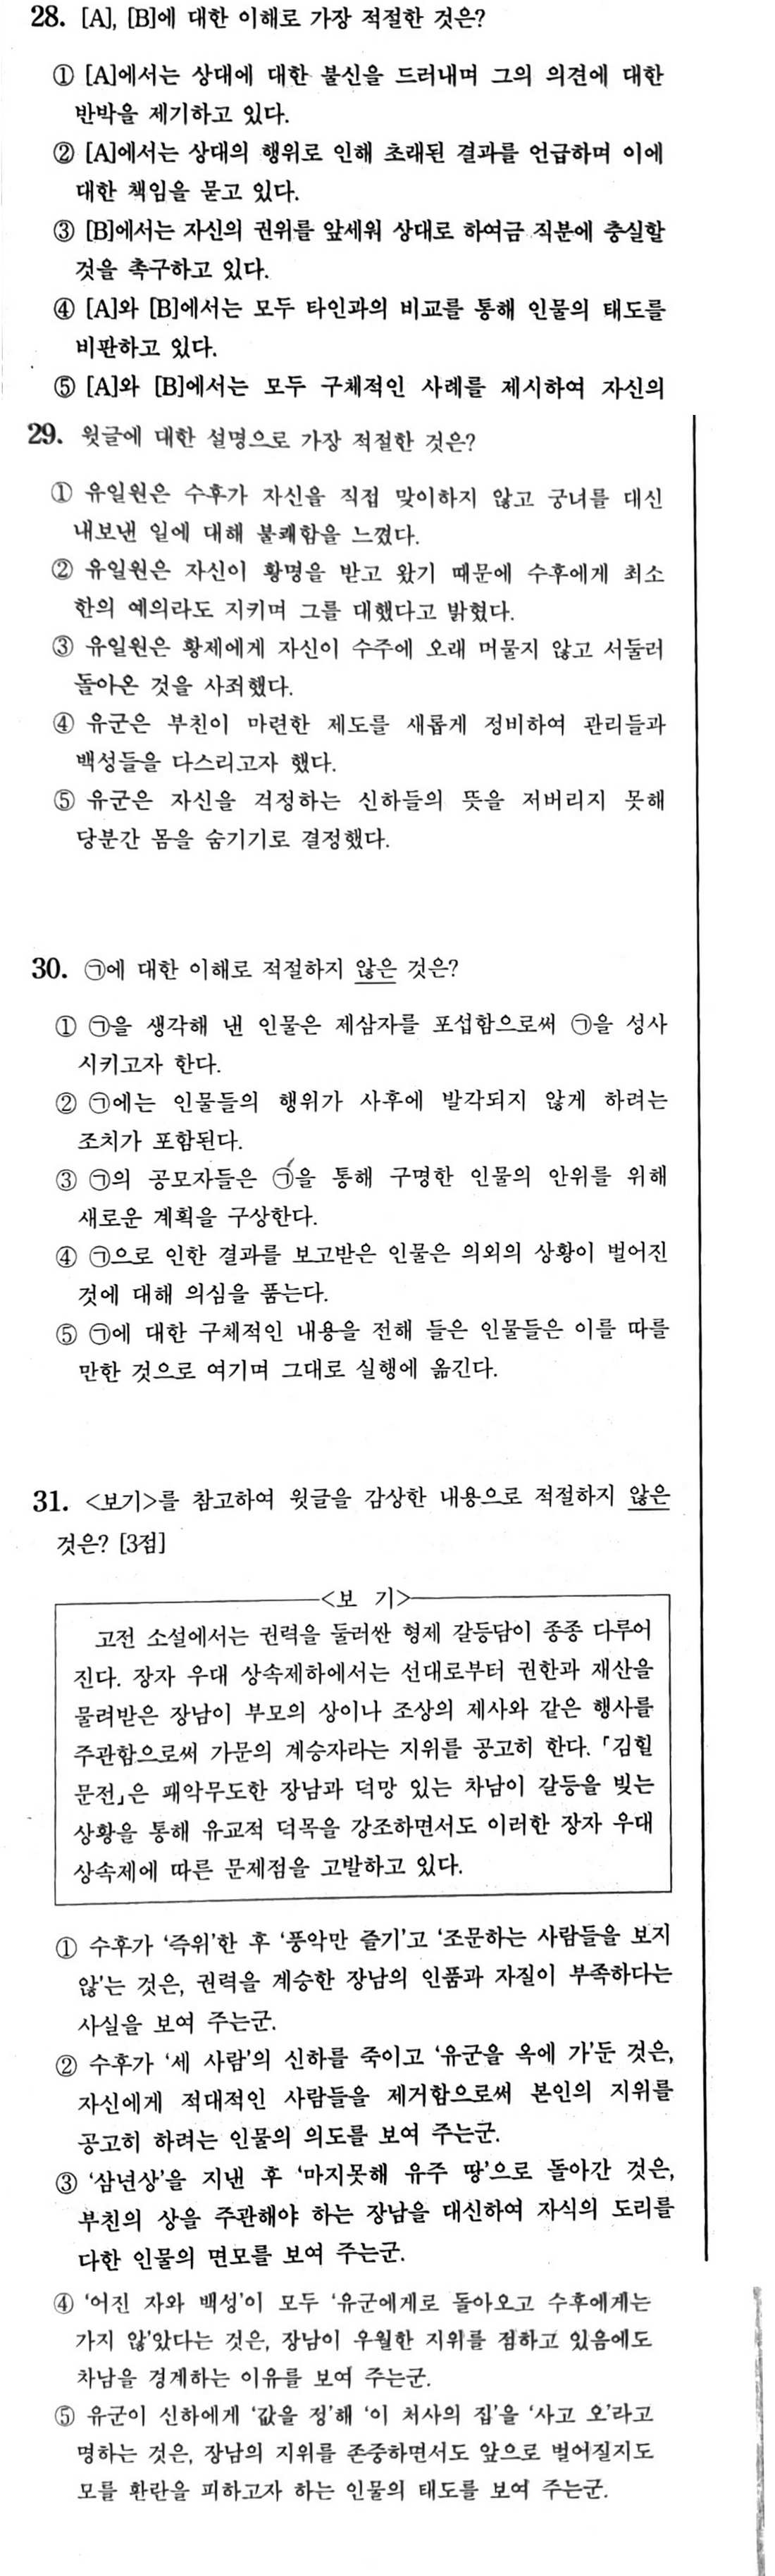 28. [A], [B]에 대한 이해로 가장 적절한 것은?
① [A]에서는 상대에 대한 불신을 드러내며 그의 의견에 대한
반박을 제기하고 있다.
② [A]에서는 상대의 행위로 인해 초래된 결과를 언급하며 이에
대한 책임을 묻고 있다.
③ [B]에서는 자신의 권위를 앞세워 상대로 하여금 직분에 충실할
것을 촉구하고 있다.
④ [A]와 [B]에서는 모두 타인과의 비교를 통해 인물의 태도를
비판하고 있다.
⑤ [A]와 [B]에서는 모두 구체적인 사례를 제시하여 자신의
29. 윗글에 대한 설명으로 가장 적절한 것은?
① 유일원은 수후가 자신을 직접 맞이하지 않고 궁녀를 대신
내보낸 일에 대해 불쾌함을 느꼈다.
② 유일원은 자신이 황명을 받고 왔기 때문에 수후에게 최소
한의 예의라도 지키며 그를 대했다고 밝혔다.
③ 유일원은 황제에게 자신이 수주에 오래 머물지 않고 서둘러
돌아온 것을 사죄했다.
④ 유군은 부친이 마련한 제도를 새롭게 정비하여 관리들과
백성들을 다스리고자 했다.
⑤ 유군은 자신을 걱정하는 신하들의 뜻을 저버리지 못해
당분간 몸을 숨기기로 결정했다.
30. ㉠에 대한 이해로 적절하지 않은 것은?
① ㉠을 생각해 낸 인물은 제삼자를 포섭함으로써 ㉠을 성사
시키고자 한다.
② ㉠에는 인물들의 행위가 사후에 발각되지 않게 하려는
조치가 포함된다.
③ ㉠의 공모자들은 ㉠을 통해 구명한 인물의 안위를 위해
새로운 계획을 구상한다.
④ ㉠으로 인한 결과를 보고받은 인물은 의외의 상황이 벌어진
것에 대해 의심을 품는다.
⑤ ㉠에 대한 구체적인 내용을 전해 들은 인물들은 이를 따를
만한 것으로 여기며 그대로 실행에 옮긴다.
31. <보기>를 참고하여 윗글을 감상한 내용으로 적절하지 않은
것은? [3점]
<보 기>
고전 소설에서는 권력을 둘러싼 형제 갈등담이 종종 다루어
진다. 장자 우대 상속제하에서는 선대로부터 권한과 재산을
물려받은 장남이 부모의 상이나 조상의 제사와 같은 행사를
주관함으로써 가문의 계승자라는 지위를 공고히 한다. 「김힐
문전」은 패악무도한 장남과 덕망 있는 차남이 갈등을 빚는
상황을 통해 유교적 덕목을 강조하면서도 이러한 장자 우대
상속제에 따른 문제점을 고발하고 있다.
① 수후가 ‘즉위’한 후 ‘풍악만 즐기’고 ‘조문하는 사람들을 보지
않’는 것은, 권력을 계승한 장남의 인품과 자질이 부족하다는
사실을 보여 주는군.
② 수후가 ‘세 사람’의 신하를 죽이고 ‘유군을 옥에 가’둔 것은,
자신에게 적대적인 사람들을 제거함으로써 본인의 지위를
공고히 하려는 인물의 의도를 보여 주는군.
③ ‘삼년상’을 지낸 후 ‘마지못해 유주 땅’으로 돌아간 것은,
부친의 상을 주관해야 하는 장남을 대신하여 자식의 도리를
다한 인물의 면모를 보여 주는군.
④ ‘어진 자와 백성’이 모두 ‘유군에게로 돌아오고 수후에게는
가지 않’았다는 것은, 장남이 우월한 지위를 점하고 있음에도
차남을 경계하는 이유를 보여 주는군.
⑤ 유군이 신하에게 ‘값을 정’해 ‘이 처사의 집’을 ‘사고 오’라고
명하는 것은, 장남의 지위를 존중하면서도 앞으로 벌어질지도
모를 환란을 피하고자 하는 인물의 태도를 보여 주는군.